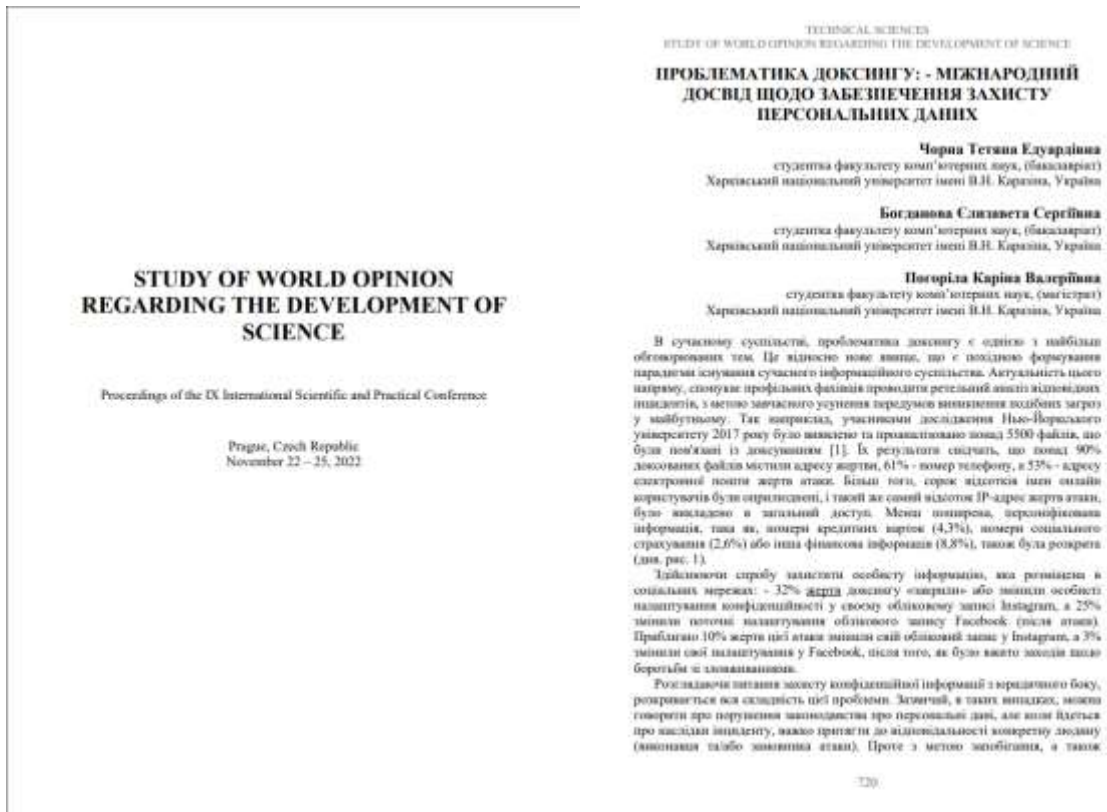 STUDY OF WORLD OPINION
REGARDING THE DEVELOPMENT OF
SCIENCE
Proceedings of the IX International Scientific and Practical Conference
Prague, Czech Republic
November 22 – 25, 2022
TECHNICAL SCIENCES
STUDY OF WORLD OPINION REGARDING THE DEVELOPMENT OF SCIENCE
ПРОБЛЕМАТИКА ДОКСИНГУ: - МІЖНАРОДНИЙ
ДОСВІД ЩОДО ЗАБЕЗПЕЧЕННЯ ЗАХИСТУ
ПЕРСОНАЛЬНИХ ДАНИХ
Чорна Тетяна Едуардівна
студентка факультету комп'ютерних наук, (бакалавріат)
Харківський національний університет імені В.Н. Каразіна, Україна
Богданова Єлизавета Сергіївна
студентка факультету комп'ютерних наук, (бакалавріат)
Харківський національний університет імені В.Н. Каразіна, Україна
Погоріла Каріна Валеріївна
студентка факультету комп'ютерних наук, (магістрат)
Харківський національний університет імені В.Н. Каразіна, Україна
В сучасному суспільстві, проблематика доксингу є однією з найбільш
обговорюваних тем. Це відносно нове явище, що є похідною формування
парадигми існування сучасного інформаційного суспільства. Актуальність цього
напряму, спонукає профільних фахівців проводити ретельний аналіз відповідних
інцидентів, з метою завчасного усунення передумов виникнення подібних загроз
у майбутньому. Так наприклад, учасниками дослідження Нью-Йоркського
університету 2017 року було виявлено та проаналізовано понад 5500 файлів, що
були пов'язані із доксуванням [1]. Їх результати свідчать, що понад 90%
доксованих файлів містили адресу жертви, 61% - номер телефону, а 53% - адресу
електронної пошти жертв атаки. Більш того, сорок відсотків імен онлайн
користувачів були оприлюднені, і такий же самий відсоток IP-адрес жертв атаки,
було викладено в загальний доступ. Менш поширена, персоніфікована
інформація, така як, номери кредитних карток (4,3%), номери соціального
страхування (2,6%) або інша фінансова інформація (8,8%), також була розкрита
(див. рис. 1).
Здійснюючи спробу захистити особисту інформацію, яка розміщена в
соціальних мережах: - 32% жертв доксингу «закрили» або змінили особисті
налаштування конфіденційності у своєму обліковому записі Instagram, а 25%
змінили поточні налаштування облікового запису Facebook (після атаки).
Приблизно 10% жертв цієї атаки змінили свій обліковий запис у Instagram, а 3%
змінили свої налаштування у Facebook, після того, як було вжито заходів щодо
боротьби зі зловживаннями.
Розглядаючи питання захисту конфіденційної інформації з юридичного боку,
розкривається вся складність цієї проблеми. Зазвичай, в таких випадках, можна
говорити про порушення законодавства про персональні дані, але коли йдеться
про наслідки інциденту, важко притягти до відповідальності конкретну людину
(виконавця та/або замовника атаки). Проте з метою запобігання, а також
720